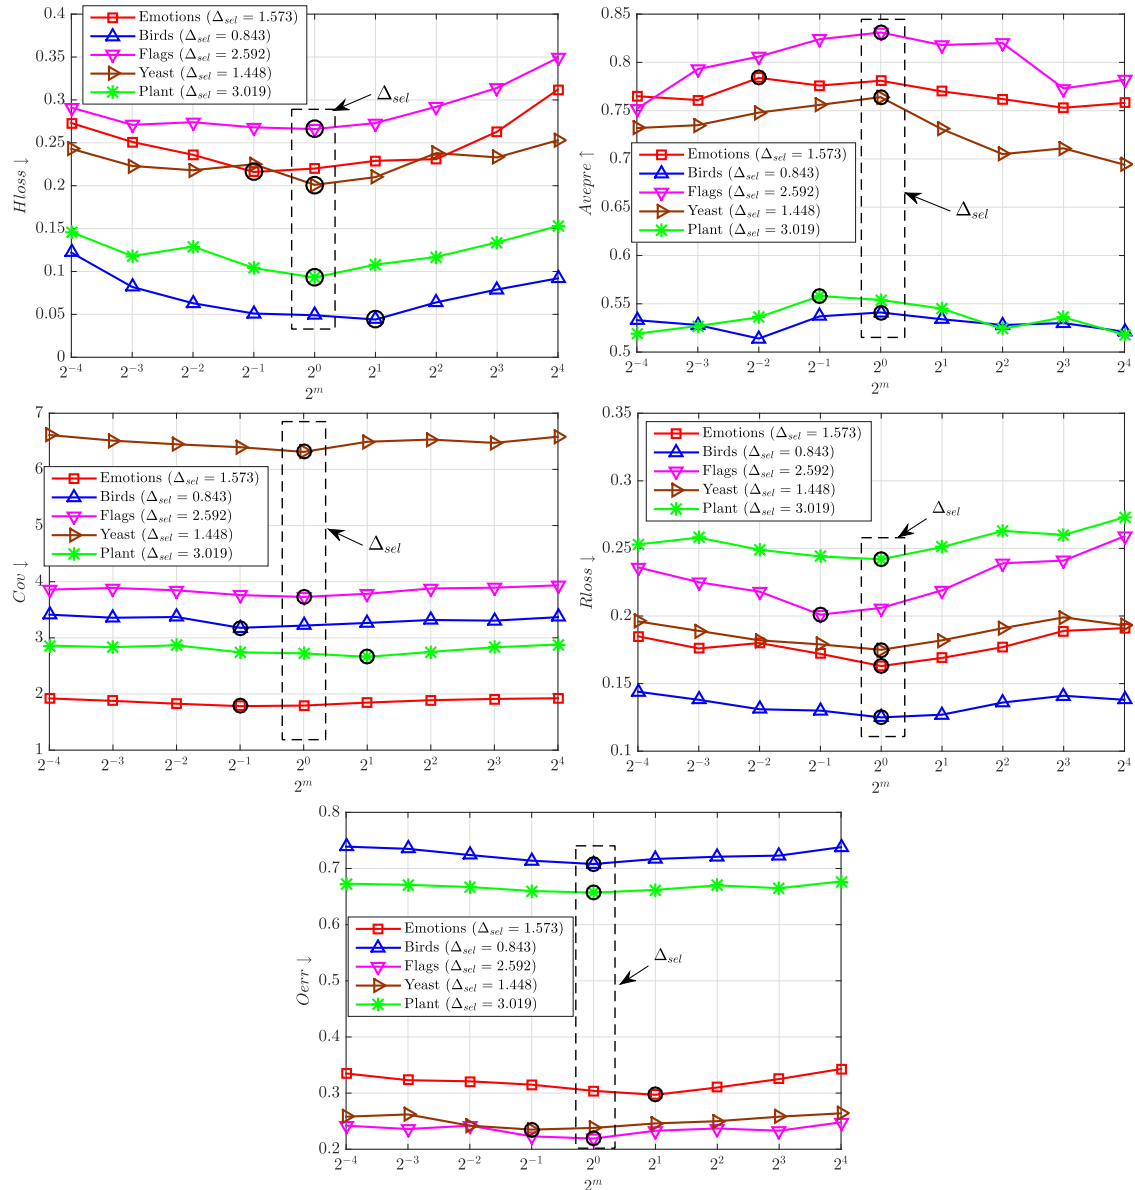 Emotions (Δsel = 1.573)
Birds (Δsel = 0.843)
Flags (Δsel = 2.592)
Yeast (Δsel = 1.448)
Plant (Δsel = 3.019)
Δsel
Hloss ↓
0.4
0.35
0.3
0.25
0.2
0.15
0.1
0.05
0
2^-4 2^-3 2^-2 2^-1 2^0 2^1 2^2 2^3 2^4
2^m
Avepre ↑
0.85
0.8
0.75
0.7
0.65
0.6
0.55
0.5
Emotions (Δsel = 1.573)
Birds (Δsel = 0.843)
Flags (Δsel = 2.592)
Yeast (Δsel = 1.448)
Plant (Δsel = 3.019)
Δsel
2^-4 2^-3 2^-2 2^-1 2^0 2^1 2^2 2^3 2^4
2^m
Cov ↓
7
6
5
4
3
2
1
Emotions (Δsel = 1.573)
Birds (Δsel = 0.843)
Flags (Δsel = 2.592)
Yeast (Δsel = 1.448)
Plant (Δsel = 3.019)
Δsel
2^-4 2^-3 2^-2 2^-1 2^0 2^1 2^2 2^3 2^4
2^m
Rloss ↓
0.35
0.3
0.25
0.2
0.15
0.1
Emotions (Δsel = 1.573)
Birds (Δsel = 0.843)
Flags (Δsel = 2.592)
Yeast (Δsel = 1.448)
Plant (Δsel = 3.019)
Δsel
2^-4 2^-3 2^-2 2^-1 2^0 2^1 2^2 2^3 2^4
2^m
Oerr ↓
0.8
0.7
0.6
0.5
0.4
0.3
0.2
Emotions (Δsel = 1.573)
Birds (Δsel = 0.843)
Flags (Δsel = 2.592)
Yeast (Δsel = 1.448)
Plant (Δsel = 3.019)
Δsel
2^-4 2^-3 2^-2 2^-1 2^0 2^1 2^2 2^3 2^4
2^m